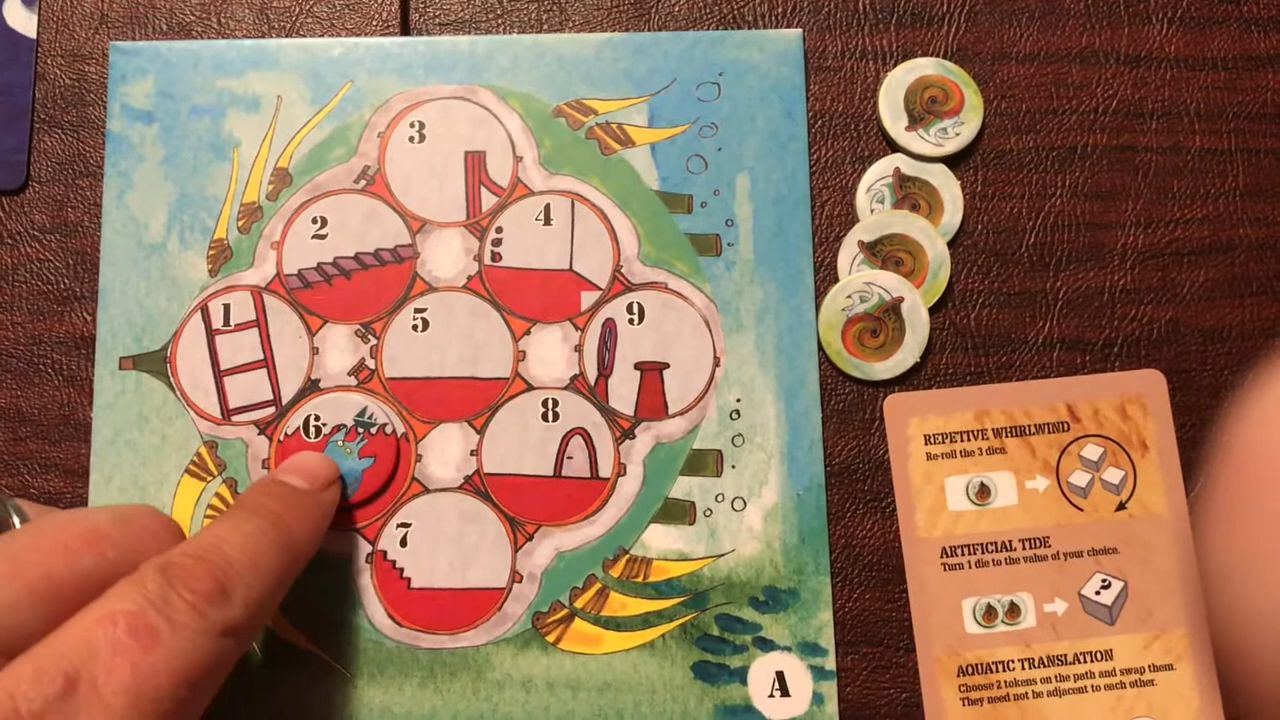 3
2
4
1
5
9
6
8
7
A
REPETIVE WHIRLWIND
Re-roll the 3 dice.
ARTIFICIAL TIDE
Turn 1 die to the value of your choice.
?
AQUATIC TRANSLATION
Choose 2 tokens on the path and swap them.
They need not be adjacent to each other.